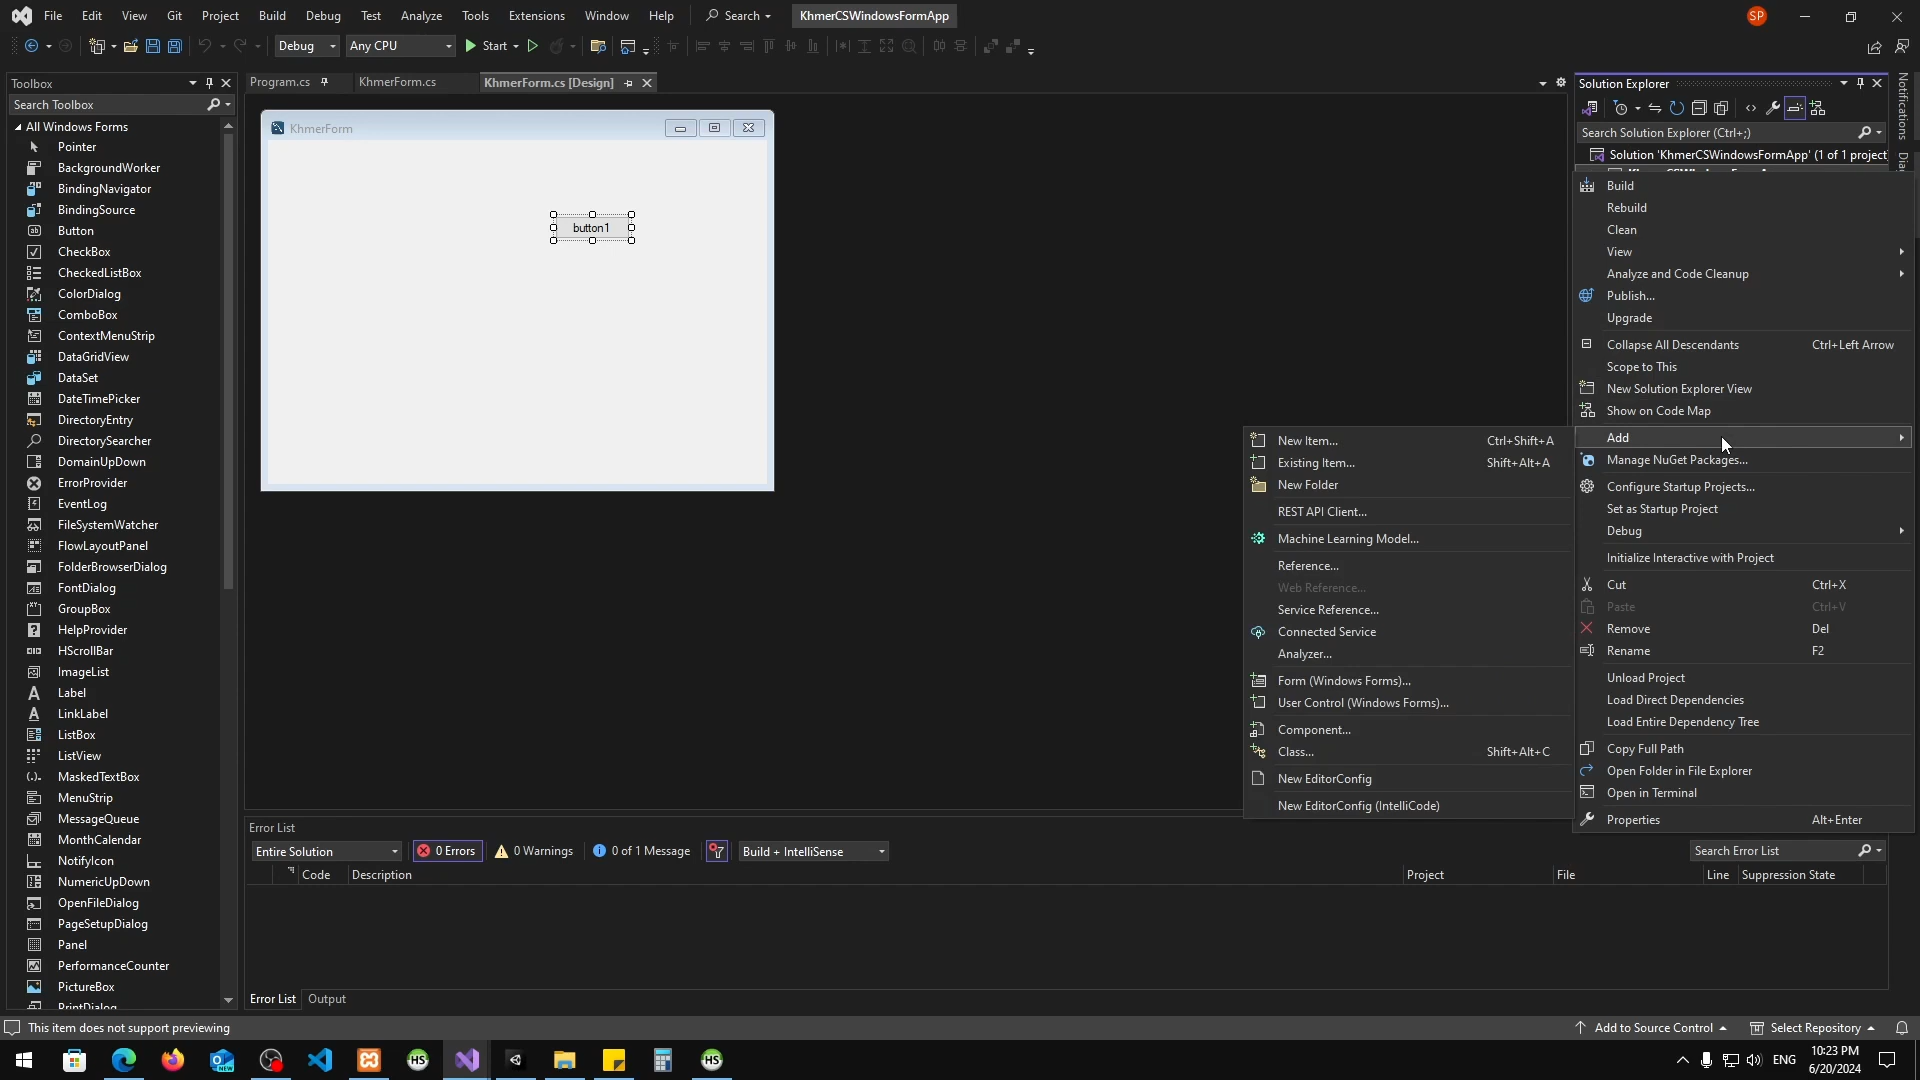 File Edit View Git Project Build Debug Test Analyze Tools Extensions Window Help Search KhmerCSWindowsFormApp SP
Debug Any CPU Start
Toolbox
Search Toolbox
All Windows Forms
Pointer
BackgroundWorker
BindingNavigator
BindingSource
Button
CheckBox
CheckedListBox
ColorDialog
ComboBox
ContextMenuStrip
DataGridView
DataSet
DateTimePicker
DirectoryEntry
DirectorySearcher
DomainUpDown
ErrorProvider
EventLog
FileSystemWatcher
FlowLayoutPanel
FolderBrowserDialog
FontDialog
GroupBox
HelpProvider
HScrollBar
ImageList
Label
LinkLabel
ListBox
ListView
MaskedTextBox
MenuStrip
MessageQueue
MonthCalendar
NotifyIcon
NumericUpDown
OpenFileDialog
PageSetupDialog
Panel
PerformanceCounter
PictureBox
PrintDialog
Program.cs KhmerForm.cs KhmerForm.cs [Design]
KhmerForm
button1
Solution Explorer
Search Solution Explorer (Ctrl+;)
Solution 'KhmerCSWindowsFormApp' (1 of 1 project
Notifications
Build
Rebuild
Clean
View
Analyze and Code Cleanup
Publish...
Upgrade
Collapse All Descendants Ctrl+Left Arrow
Scope to This
New Solution Explorer View
Show on Code Map
Add
Manage NuGet Packages...
Configure Startup Projects...
Set as Startup Project
Debug
Initialize Interactive with Project
Cut Ctrl+X
Paste Ctrl+V
Remove Del
Rename F2
Unload Project
Load Direct Dependencies
Load Entire Dependency Tree
Copy Full Path
Open Folder in File Explorer
Open in Terminal
Properties Alt+Enter
New Item... Ctrl+Shift+A
Existing Item... Shift+Alt+A
New Folder
REST API Client...
Machine Learning Model...
Reference...
Web Reference...
Service Reference...
Connected Service
Analyzer...
Form (Windows Forms)...
User Control (Windows Forms)...
Component...
Class... Shift+Alt+C
New EditorConfig
New EditorConfig (IntelliCode)
Error List
Entire Solution 0 Errors 0 Warnings 0 of 1 Message Build + IntelliSense Search Error List
Code Description Project File Line Suppression State
Error List Output
This item does not support previewing Add to Source Control Select Repository
HS HS ENG 10:23 PM
6/20/2024